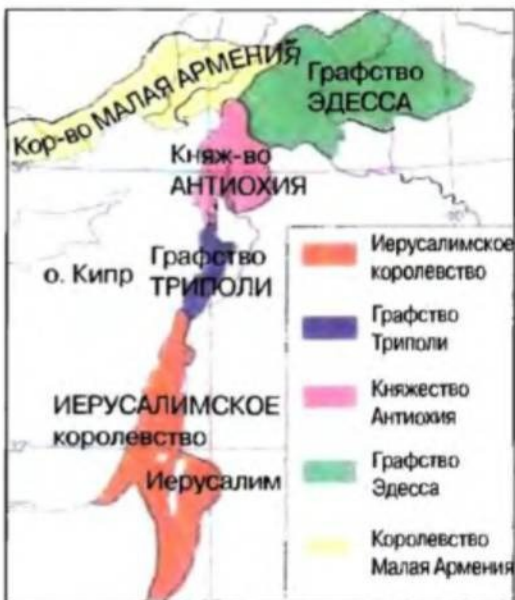 Кор-во МАЛАЯ АРМЕНИЯ
Графство
ЭДЕССА
Княж-во
АНТИОХИЯ
Графство
ТРИПОЛИ
о. Кипр
ИЕРУСАЛИМСКОЕ
королевство
Иерусалим
Иерусалимское
королевство
Графство
Триполи
Княжество
Антиохия
Графство
Эдесса
Королевство
Малая Армения